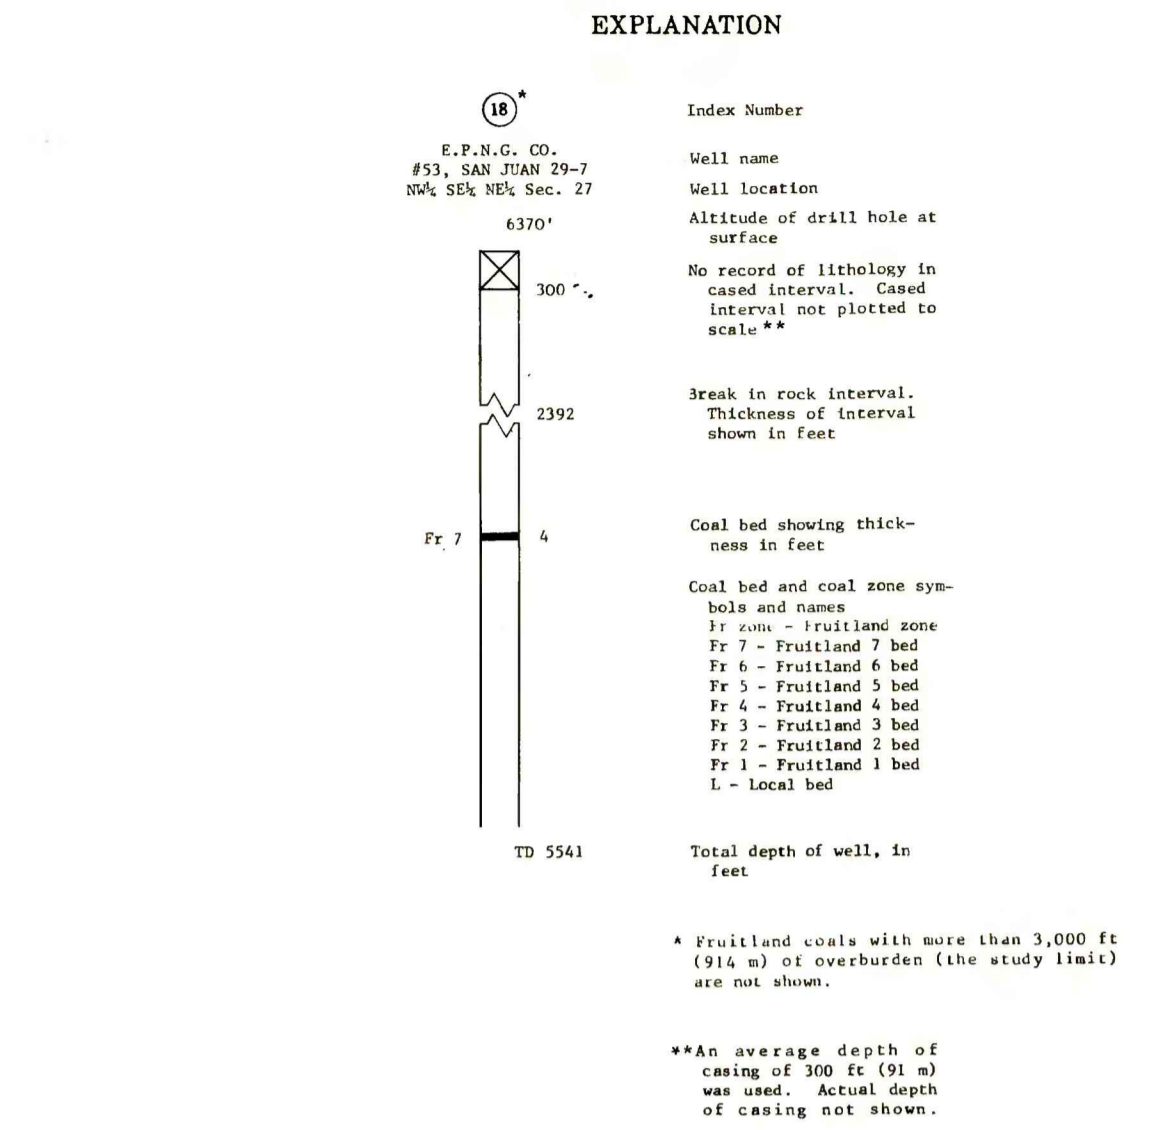 EXPLANATION
18*
Index Number
E.P.N.G. CO.
#53, SAN JUAN 29-7
Well name
NW¼ SE¼ NE¼ Sec. 27
Well location
6370'
Altitude of drill hole at
surface
300
No record of lithology in
cased interval. Cased
interval not plotted to
scale**
2392
Break in rock interval.
Thickness of interval
shown in feet
Fr 7
4
Coal bed showing thick-
ness in feet
Coal bed and coal zone sym-
bols and names
Fr zone - Fruitland zone
Fr 7 - Fruitland 7 bed
Fr 6 - Fruitland 6 bed
Fr 5 - Fruitland 5 bed
Fr 4 - Fruitland 4 bed
Fr 3 - Fruitland 3 bed
Fr 2 - Fruitland 2 bed
Fr 1 - Fruitland 1 bed
L - Local bed
TD 5541
Total depth of well, in
feet
* Fruitland coals with more than 3,000 ft
(914 m) of overburden (the study limit)
are not shown.
**An average depth of
casing of 300 ft (91 m)
was used. Actual depth
of casing not shown.